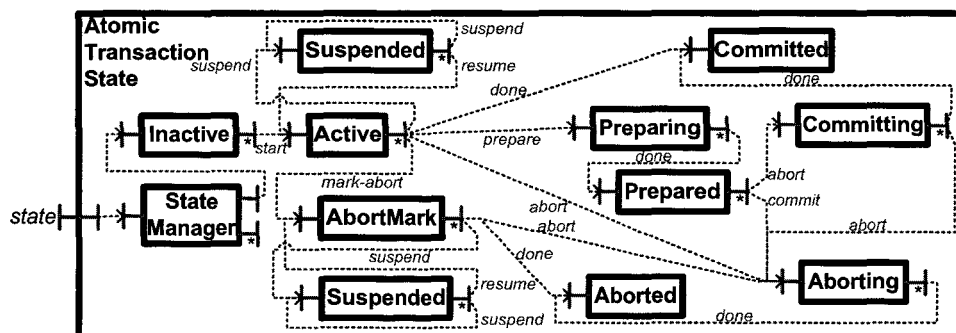 Atomic
Transaction
State
Suspended
suspend
*
resume
suspend
Committed
done
done
Inactive
*
start
Active
*
prepare
Preparing
*
done
Committing
*
mark-abort
Prepared
*
abort
commit
state
State
Manager
*
AbortMark
*
abort
abort
abort
suspend
done
Suspended
*
resume
suspend
Aborted
Aborting
*
done